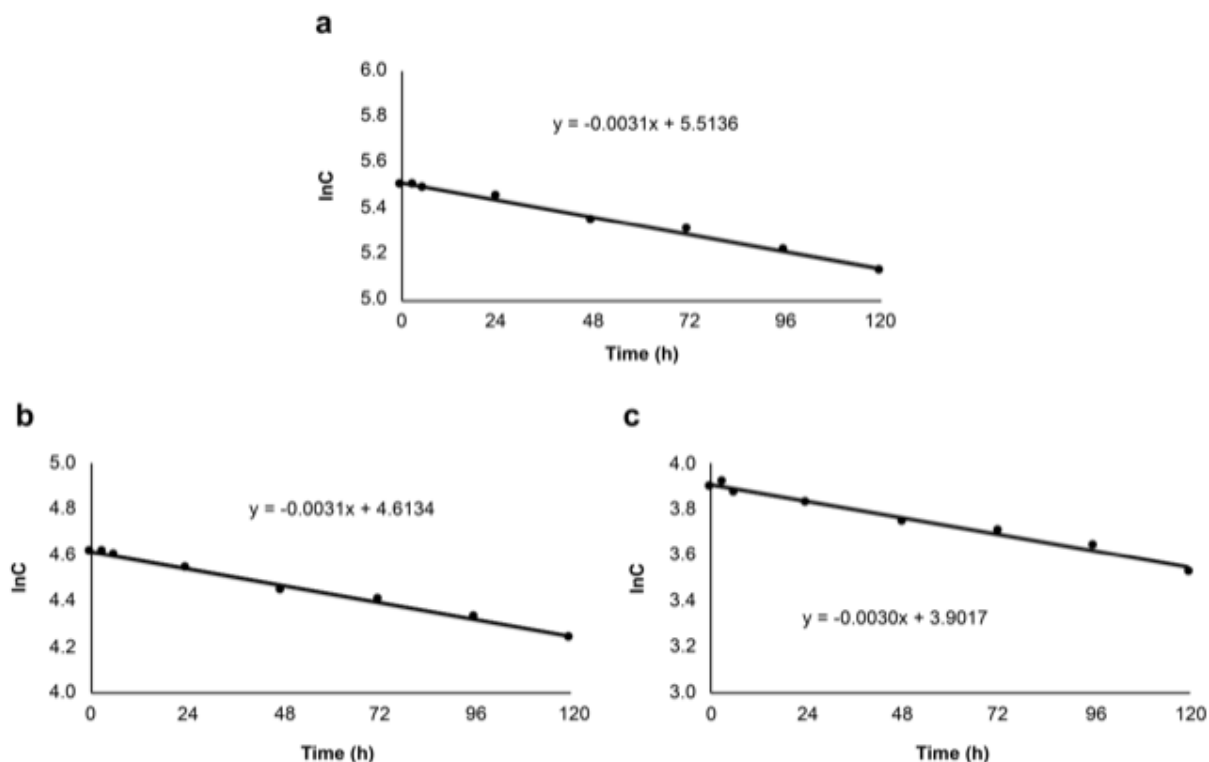 a
6.0
5.8
y = -0.0031x + 5.5136
5.6
lnC
5.4
5.2
5.0
0 24 48 72 96 120
Time (h)
b
5.0
4.8
y = -0.0031x + 4.6134
4.6
lnC
4.4
4.2
4.0
0 24 48 72 96 120
Time (h)
c
4.0
3.8
3.6
lnC
3.4
y = -0.0030x + 3.9017
3.2
3.0
0 24 48 72 96 120
Time (h)